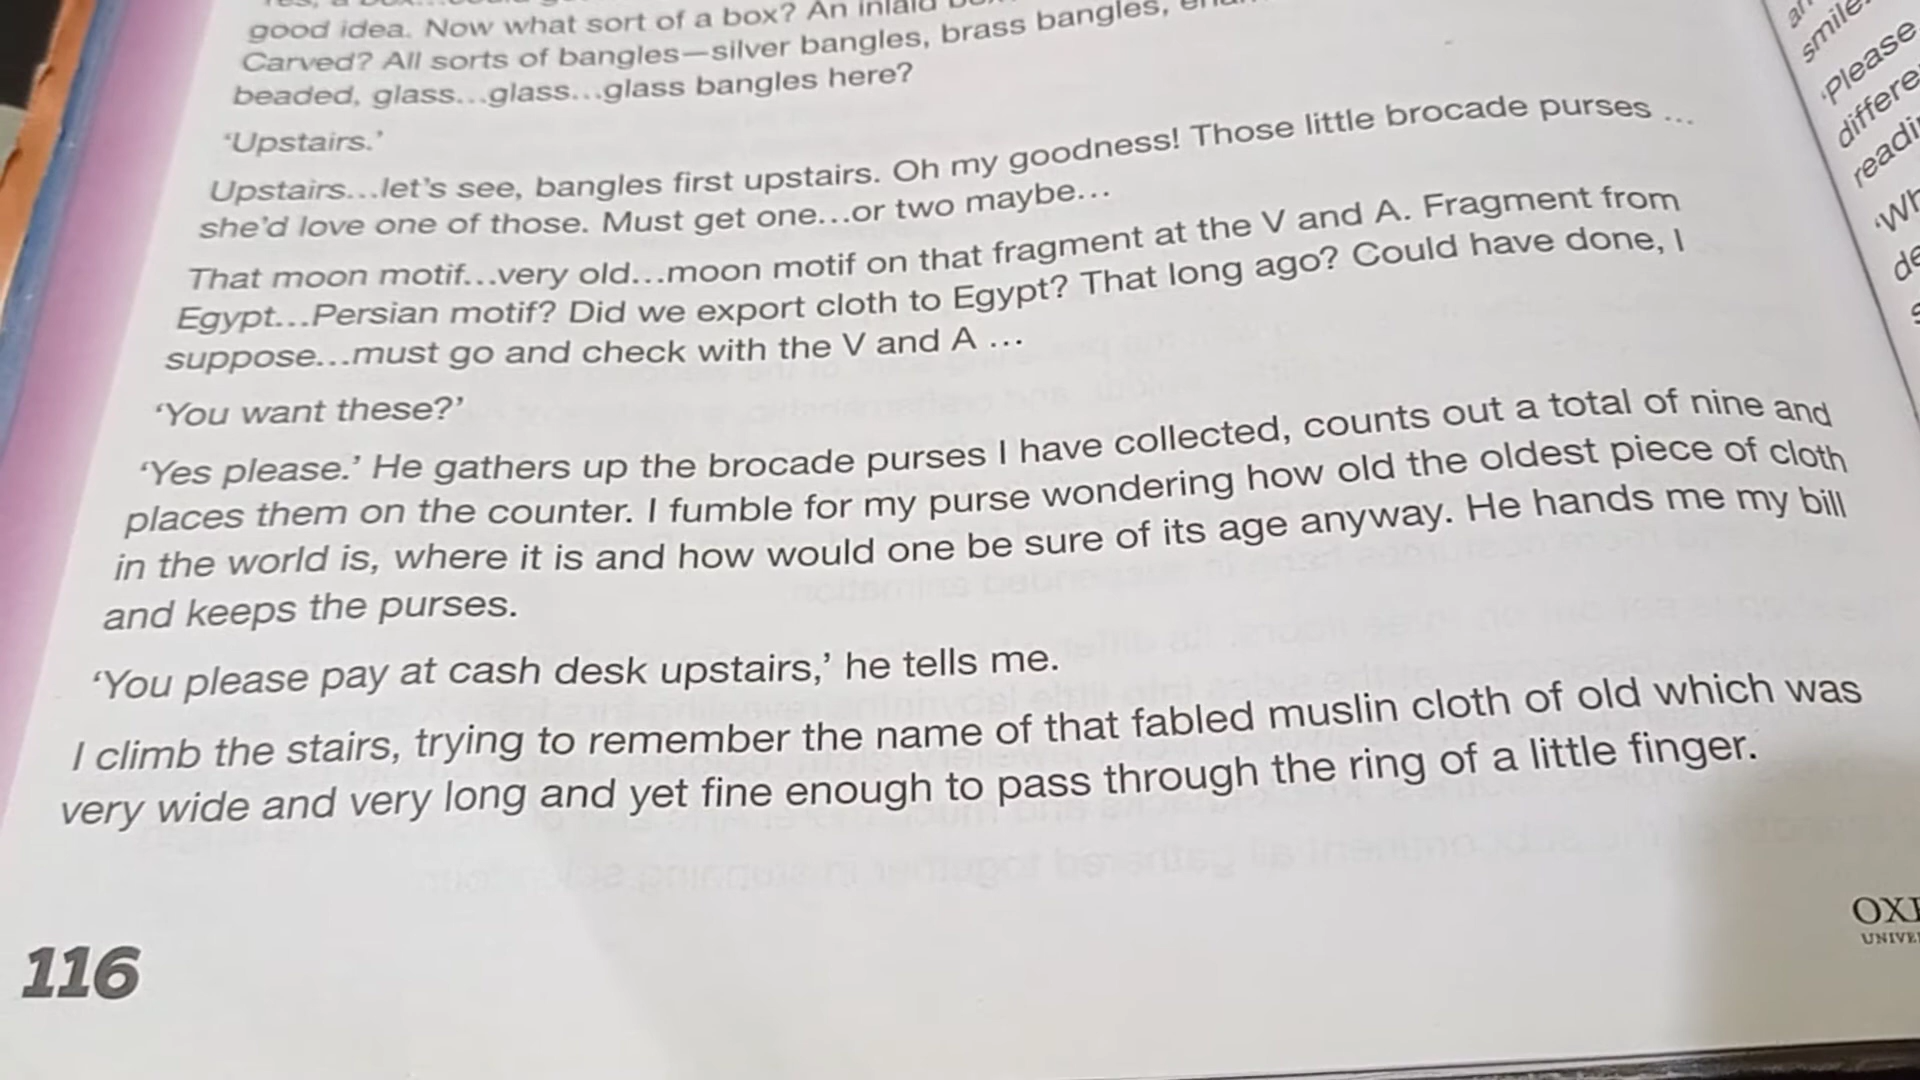 good idea. Now what sort of a box? An inlaid
Carved? All sorts of bangles—silver bangles, brass bangles,
beaded, glass...glass...glass bangles here?
‘Upstairs.’
Upstairs...let’s see, bangles first upstairs. Oh my goodness! Those little brocade purses ...
she’d love one of those. Must get one...or two maybe...
That moon motif...very old...moon motif on that fragment at the V and A. Fragment from
Egypt...Persian motif? Did we export cloth to Egypt? That long ago? Could have done, I
suppose...must go and check with the V and A ...
‘You want these?’
‘Yes please.’ He gathers up the brocade purses I have collected, counts out a total of nine and
places them on the counter. I fumble for my purse wondering how old the oldest piece of cloth
in the world is, where it is and how would one be sure of its age anyway. He hands me my bill
and keeps the purses.
‘You please pay at cash desk upstairs,’ he tells me.
I climb the stairs, trying to remember the name of that fabled muslin cloth of old which was
very wide and very long and yet fine enough to pass through the ring of a little finger.
116
smile
‘Please